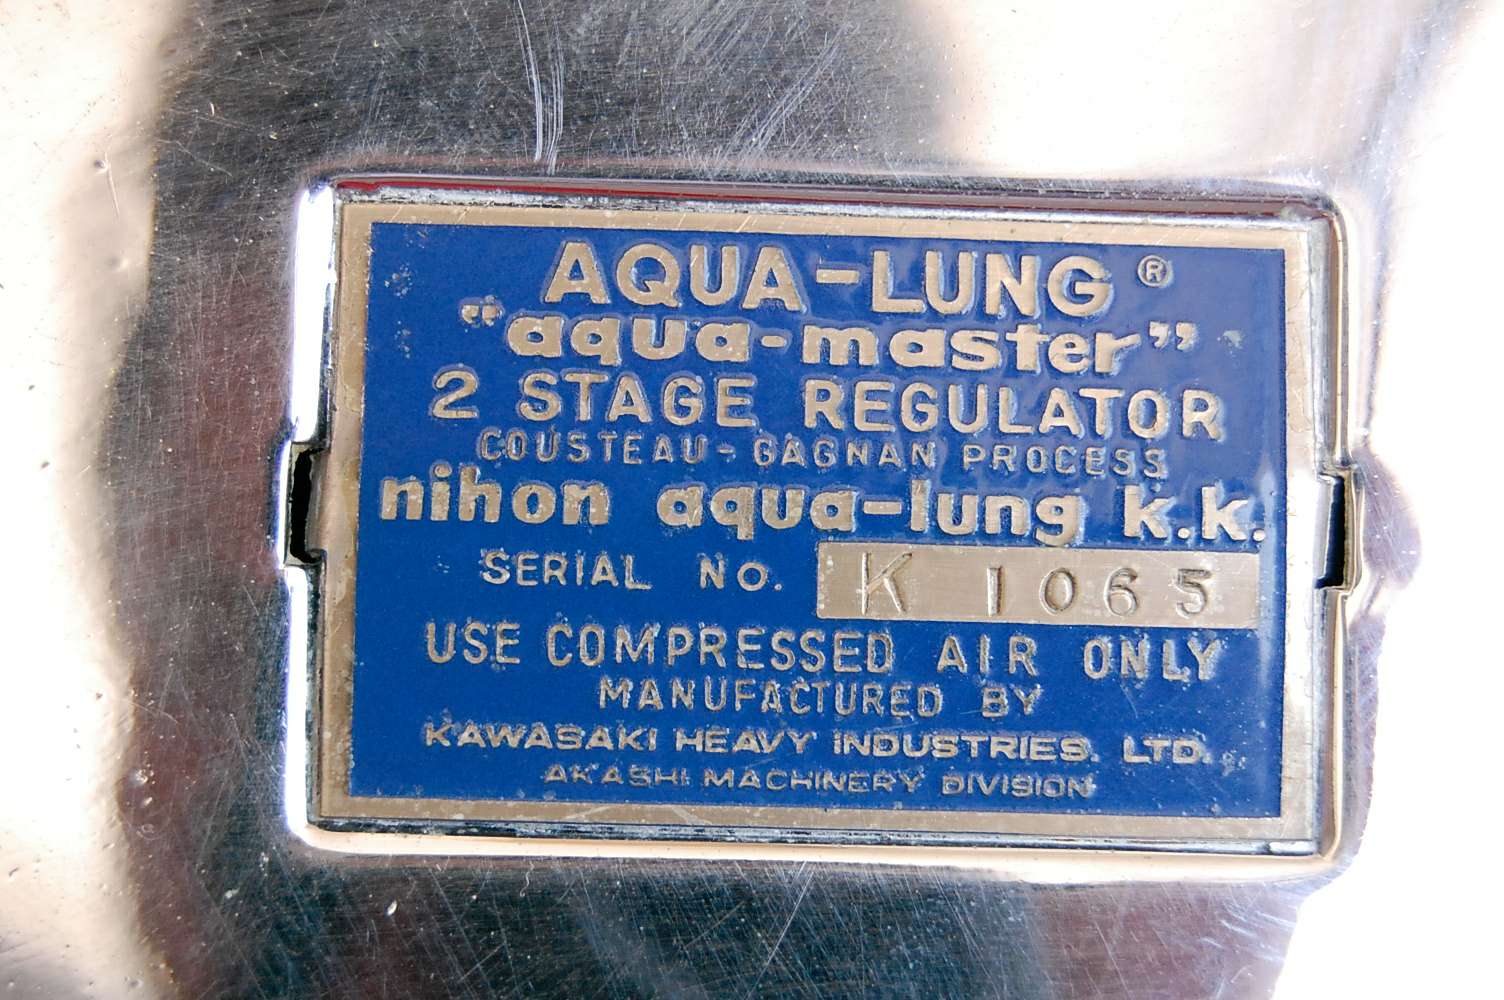 AQUA-LUNG ®
"aqua-master"
2 STAGE REGULATOR
COUSTEAU-GAGNAN PROCESS
nihon aqua-lung k.k.
SERIAL No. K 1065
USE COMPRESSED AIR ONLY
MANUFACTURED BY
KAWASAKI HEAVY INDUSTRIES. LTD.
AKASHI MACHINERY DIVISION